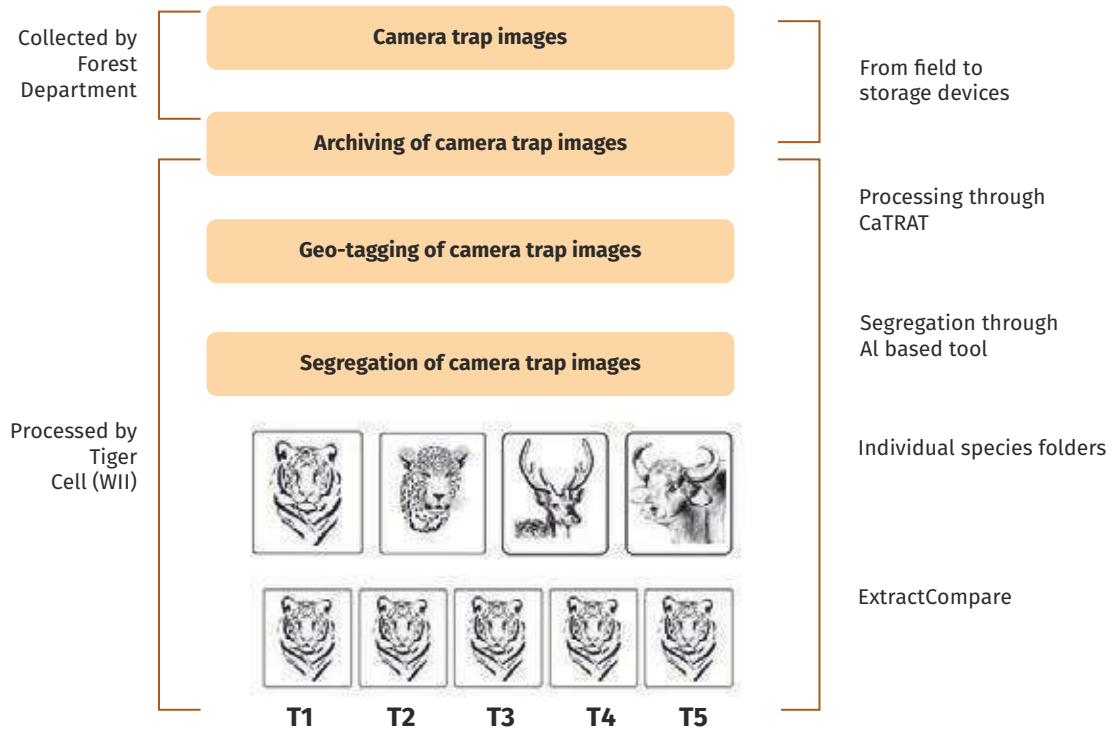 Collected by
Forest
Department
Camera trap images
From field to
storage devices
Archiving of camera trap images
Processing through
CaTRAT
Geo-tagging of camera trap images
Segregation through
AI based tool
Segregation of camera trap images
Processed by
Tiger
Cell (WII)
Individual species folders
ExtractCompare
T1 T2 T3 T4 T5